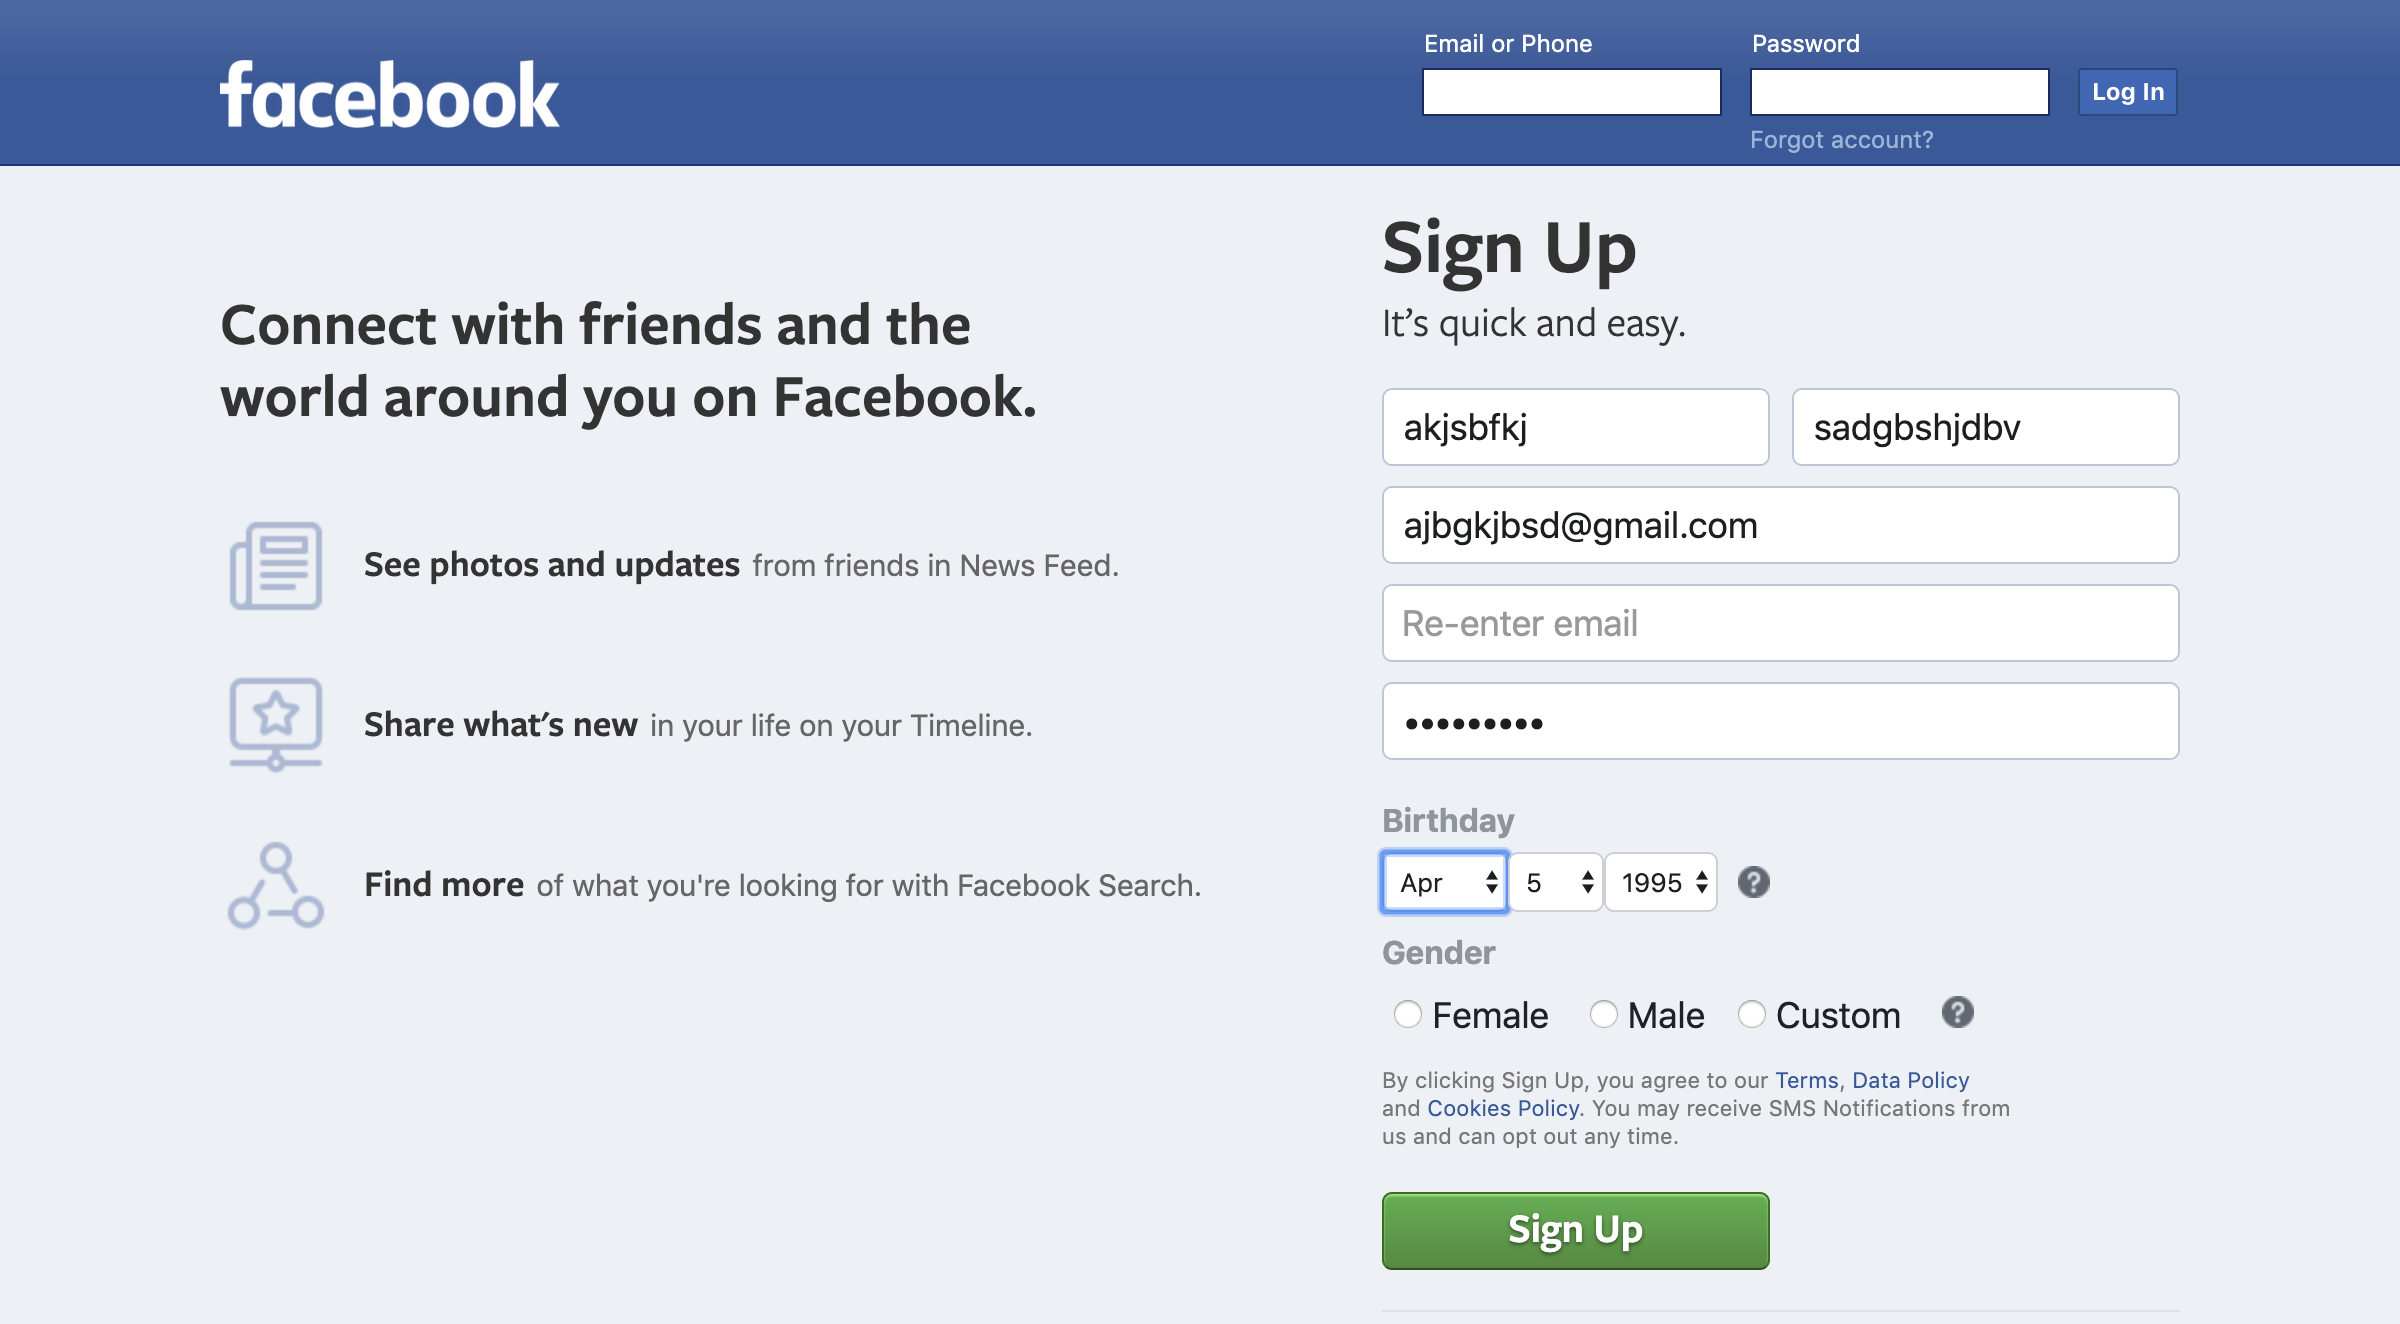 facebook
Email or Phone
Password
Log In
Forgot account?
Connect with friends and the
world around you on Facebook.
See photos and updates from friends in News Feed.
Share what's new in your life on your Timeline.
Find more of what you're looking for with Facebook Search.
Sign Up
It's quick and easy.
akjsbfkj sadgbshjdbv
ajbgkjbsd@gmail.com
Re-enter email
•••••••••
Birthday
Apr 5 1995 ?
Gender
Female Male Custom ?
By clicking Sign Up, you agree to our Terms, Data Policy
and Cookies Policy. You may receive SMS Notifications from
us and can opt out any time.
Sign Up